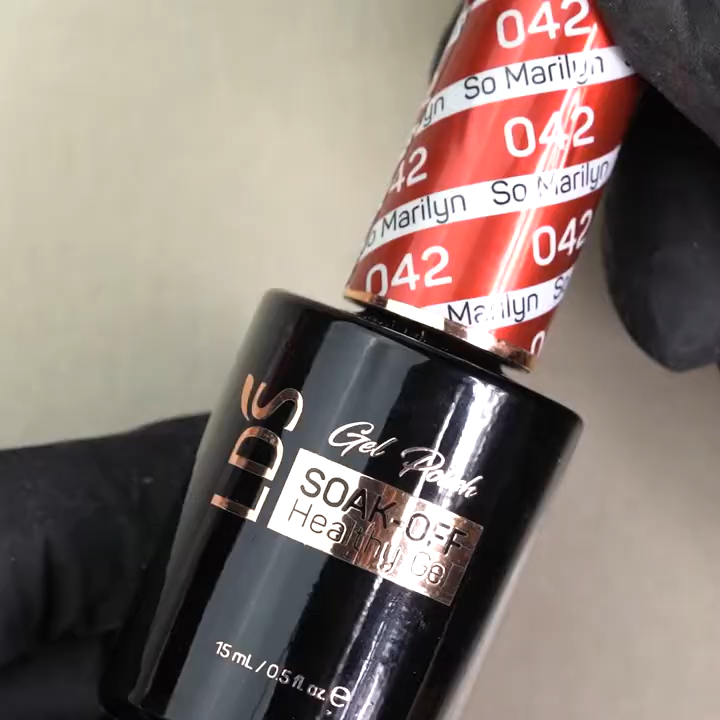 042
So Marilyn
042
42
So Marilyn
So Marilyn
042
042
Marilyn
LDS
Gel Polish
SOAK-OFF
Healthy Gel
15 mL / 0.5 fl. oz. e